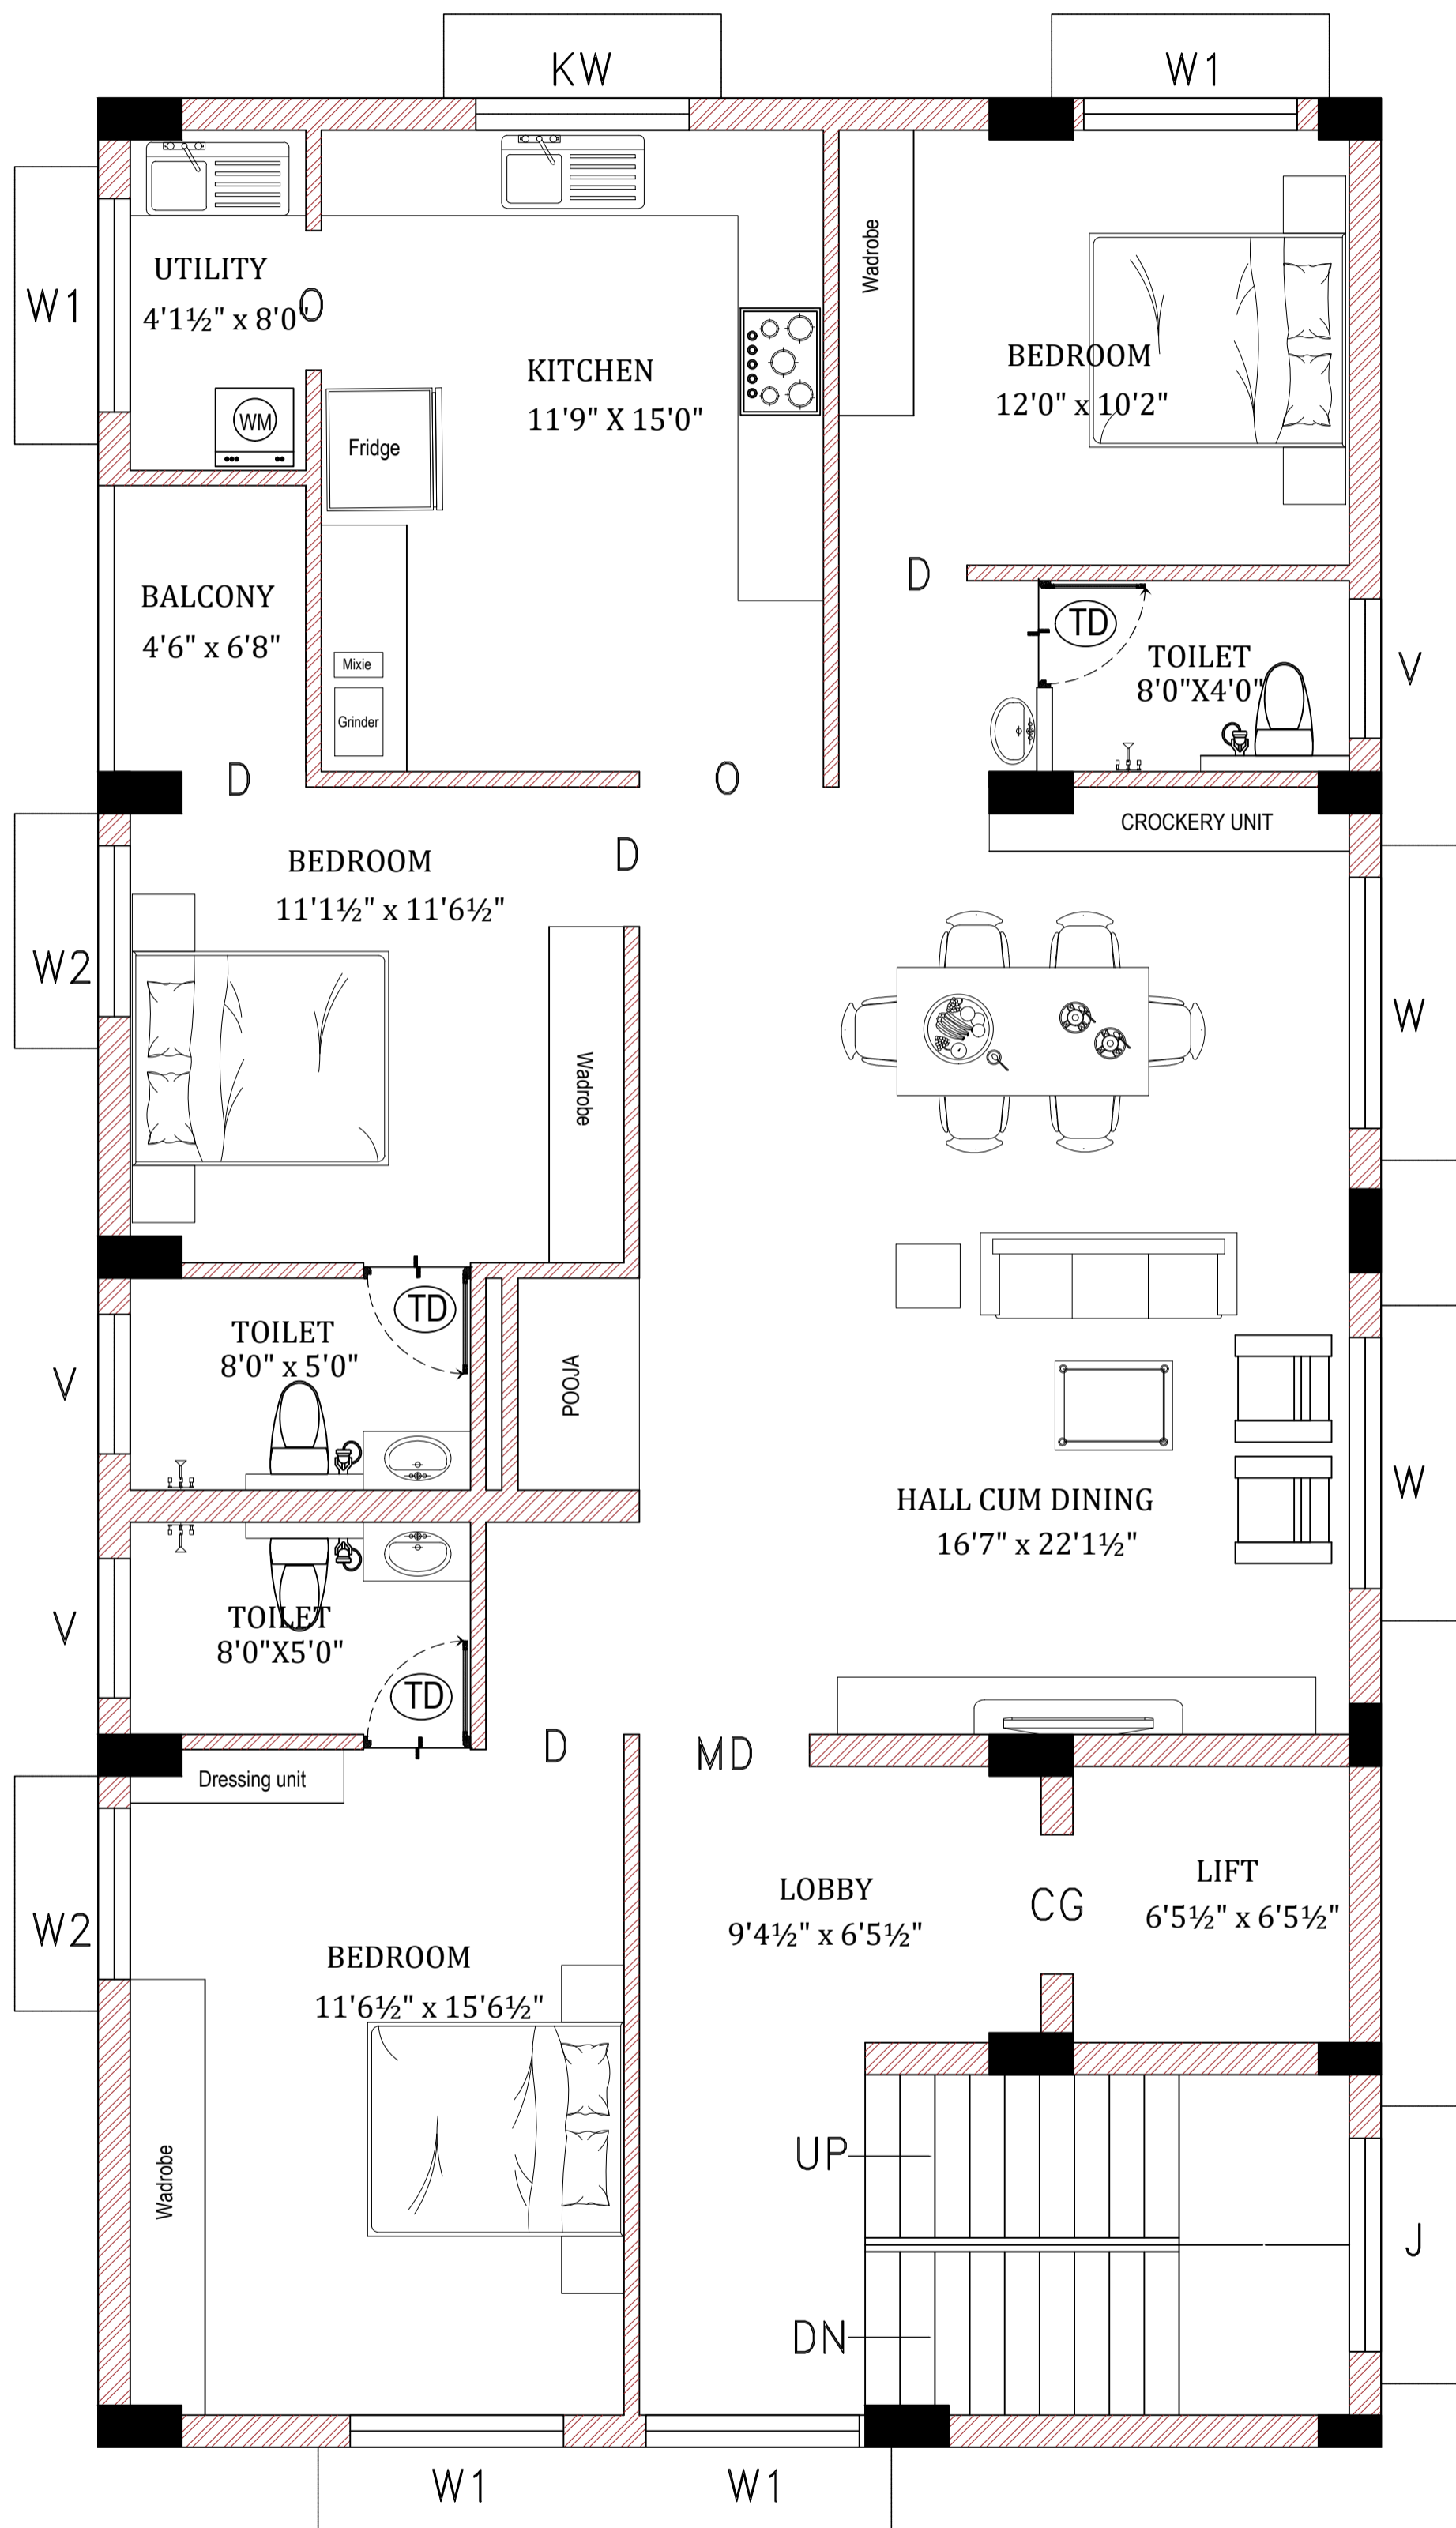 KW
W1
UTILITY
4'1½" x 8'0"
O
W1
Wadrobe
KITCHEN
11'9" X 15'0"
BEDROOM
12'0" x 10'2"
WM
Fridge
D
BALCONY
4'6" x 6'8"
TD
TOILET
8'0"X4'0"
V
Mixie
Grinder
D
O
CROCKERY UNIT
BEDROOM
11'1½" x 11'6½"
D
W2
W
Wadrobe
TD
TOILET
8'0" x 5'0"
V
POOJA
W
HALL CUM DINING
16'7" x 22'1½"
V
TOILET
8'0"X5'0"
TD
D
MD
Dressing unit
LOBBY
9'4½" x 6'5½"
CG
LIFT
6'5½" x 6'5½"
W2
BEDROOM
11'6½" x 15'6½"
Wadrobe
UP
J
DN
W1
W1